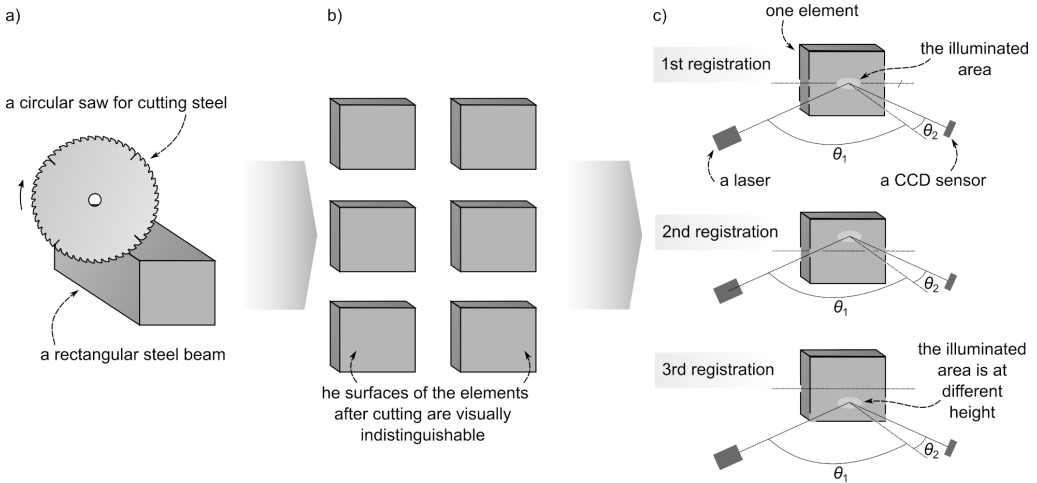 a)
a circular saw for cutting steel
a rectangular steel beam
b)
he surfaces of the elements
after cutting are visually
indistinguishable
c)
one element
1st registration
the illuminated
area
θ1
θ2
a laser
a CCD sensor
2nd registration
θ1
θ2
3rd registration
the illuminated
area is at
different
height
θ1
θ2